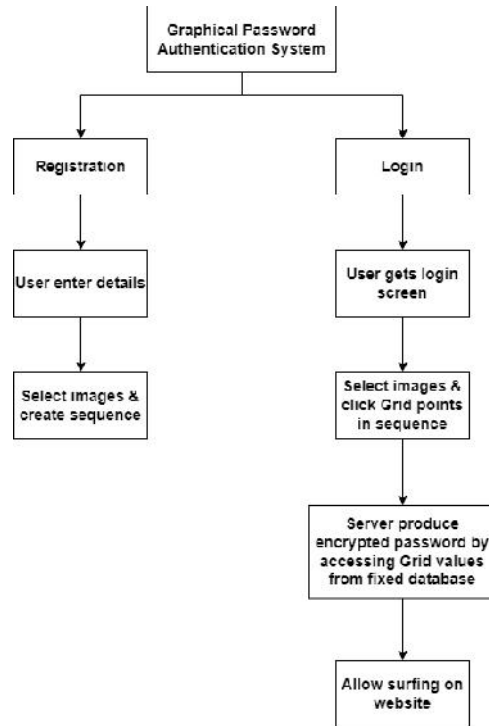 Graphical Password
Authentication System
Registration
Login
User enter details
User gets login
screen
Select images &
create sequence
Select images &
click Grid points
in sequence
Server produce
encrypted password by
accessing Grid values
from fixed database
Allow surfing on
website